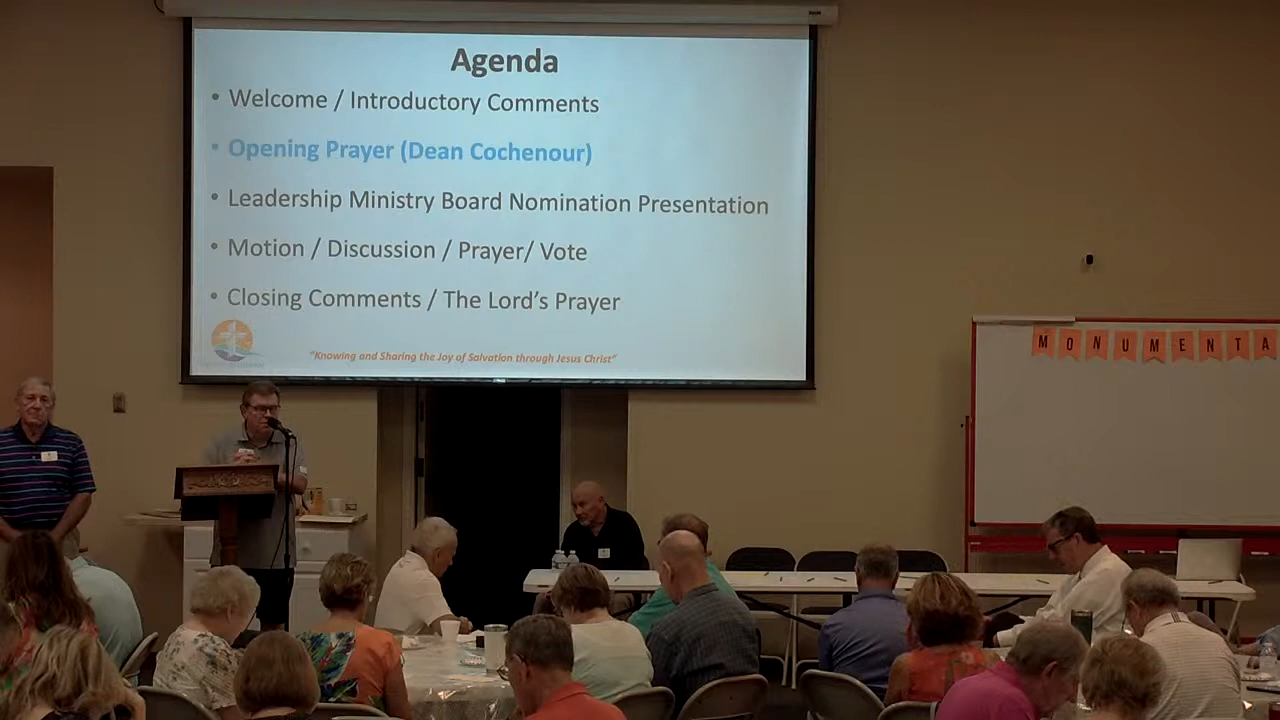 Agenda
• Welcome / Introductory Comments
• Opening Prayer (Dean Cochenour)
• Leadership Ministry Board Nomination Presentation
• Motion / Discussion / Prayer/ Vote
• Closing Comments / The Lord's Prayer
"Knowing and Sharing the Joy of Salvation through Jesus Christ"
MONUMENTA